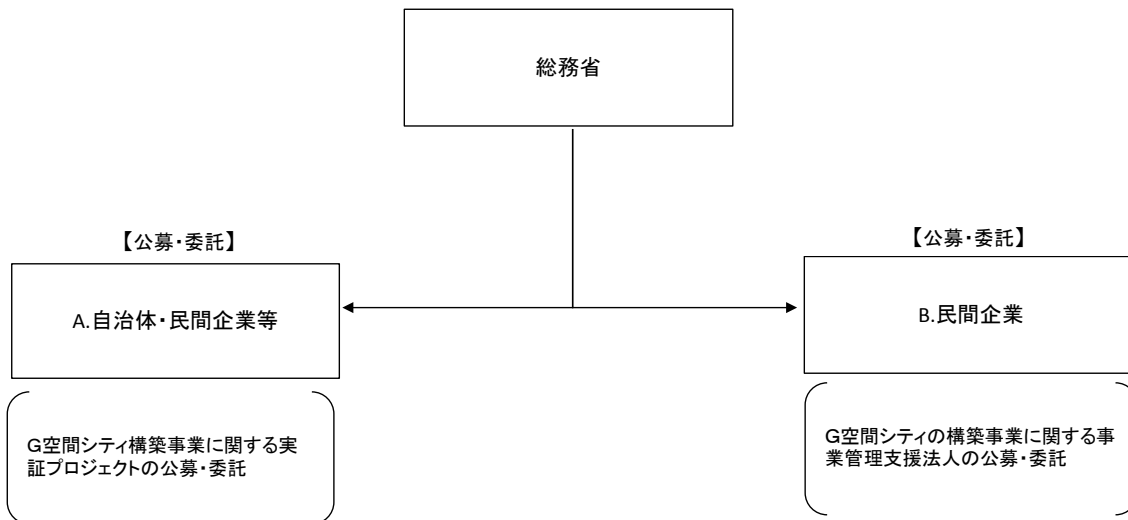 総務省
【公募・委託】
A.自治体・民間企業等
G空間シティ構築事業に関する実
証プロジェクトの公募・委託
【公募・委託】
B.民間企業
G空間シティの構築事業に関する事
業管理支援法人の公募・委託